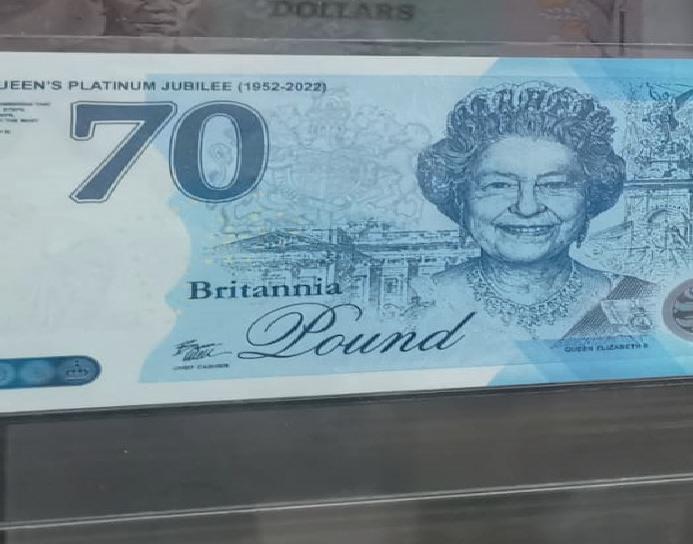 DOLLARS
UEEN'S PLATINUM JUBILEE (1952-2022)
70
Britannia
Pound
CHIEF CASHIER
QUEEN ELIZABETH II